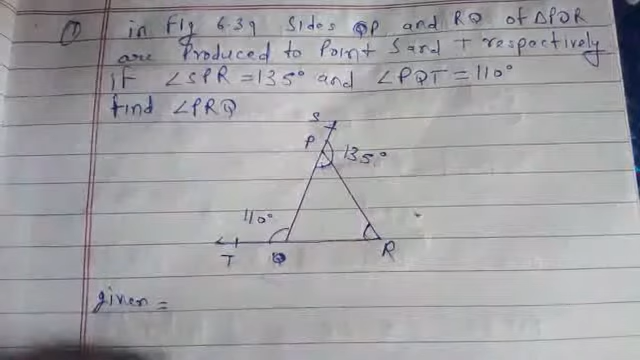 ① in Fig 6.39 Sides QP and RQ of ΔPQR
are Produced to Point S and T respectively
if ∠SPR = 135° and ∠PQT = 110°
find ∠PRQ
S
P 135°
110°
T Q R
given =